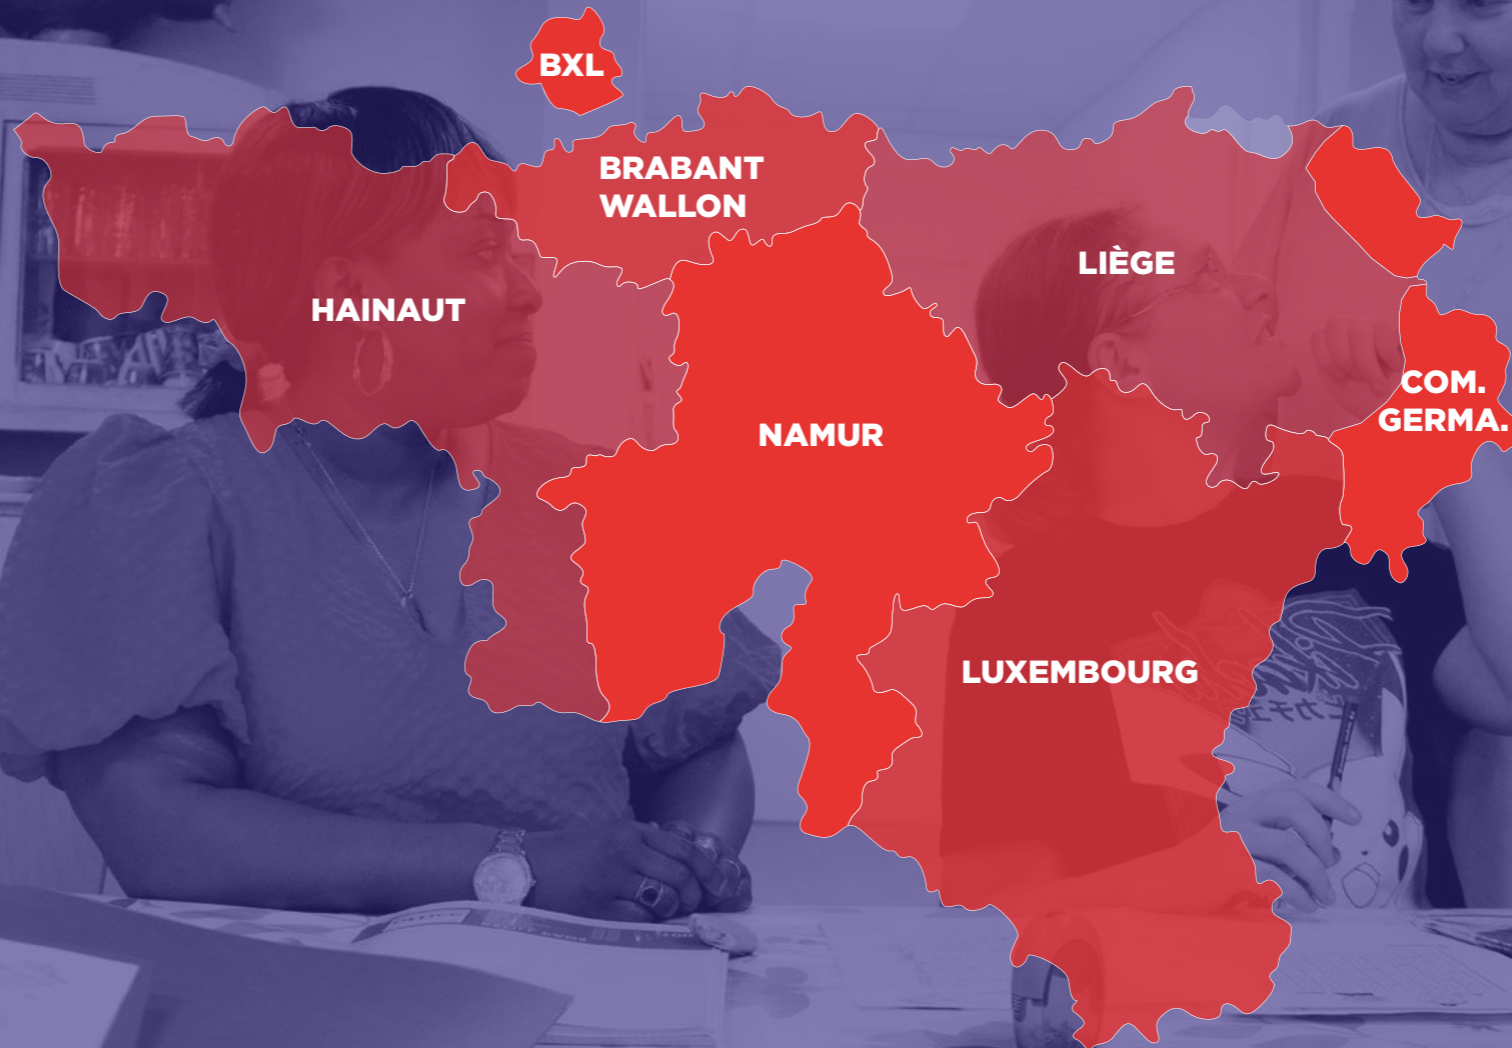 BXL
BRABANT
WALLON
LIÈGE
HAINAUT
COM.
GERMA.
NAMUR
LUXEMBOURG